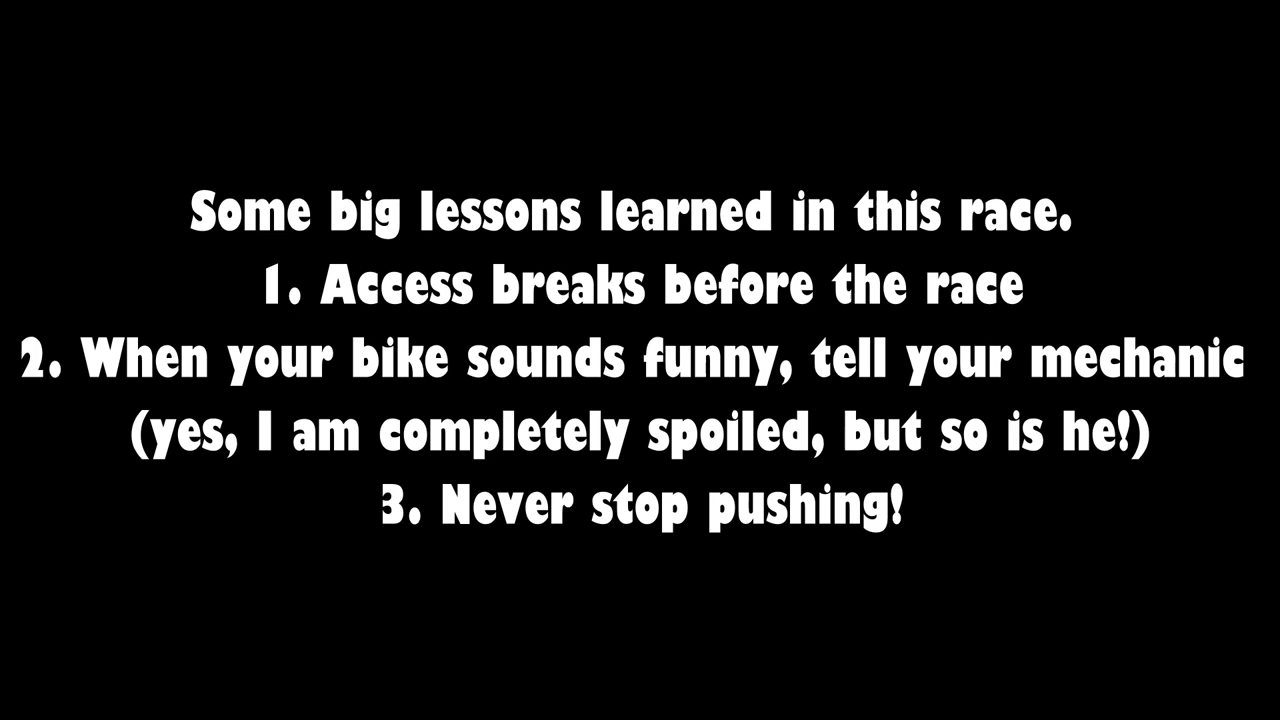 Some big lessons learned in this race.
1. Access breaks before the race
2. When your bike sounds funny, tell your mechanic
(yes, I am completely spoiled, but so is he!)
3. Never stop pushing!